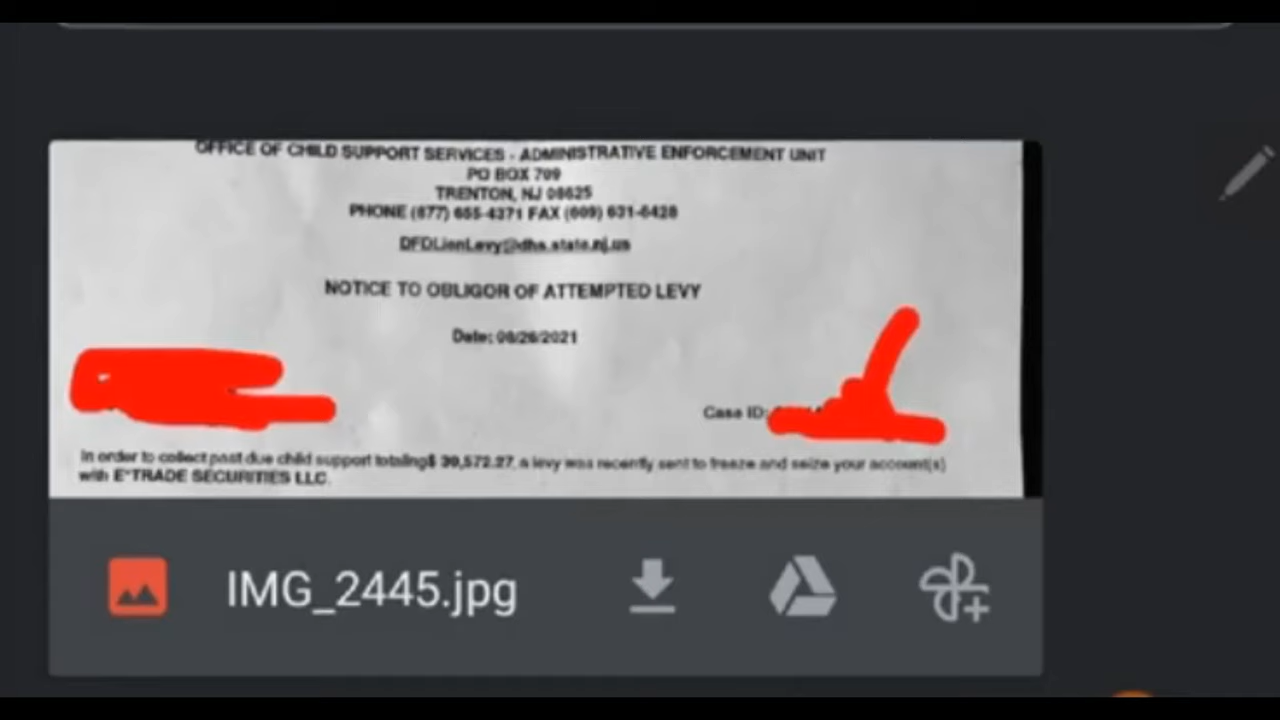 OFFICE OF CHILD SUPPORT SERVICES - ADMINISTRATIVE ENFORCEMENT UNIT
PO BOX 709
TRENTON, NJ 08625
PHONE (877) 655-4371 FAX (609) 631-6428
DFDLienLevy@dhs.state.nj.us
NOTICE TO OBLIGOR OF ATTEMPTED LEVY
Date: 08/26/2021
Case ID:
In order to collect past due child support totaling$ 39,572.27, a levy was recently sent to freeze and seize your account(s)
with E*TRADE SECURITIES LLC.
IMG_2445.jpg